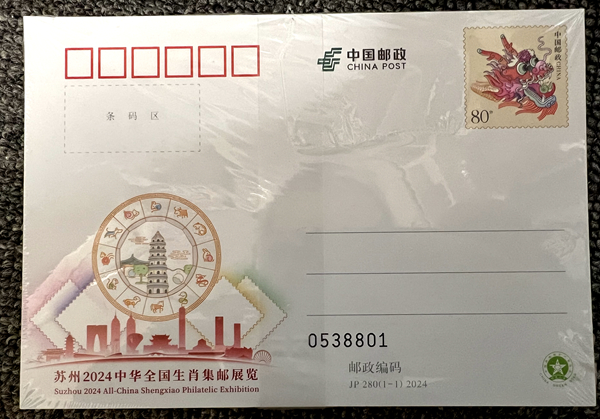 中国邮政
CHINA POST
中国邮政
CHINA
80分
条码区
0538801
邮政编码
JP 280(1-1) 2024
苏州2024中华全国生肖集邮展览
Suzhou 2024 All-China Shengxiao Philatelic Exhibition